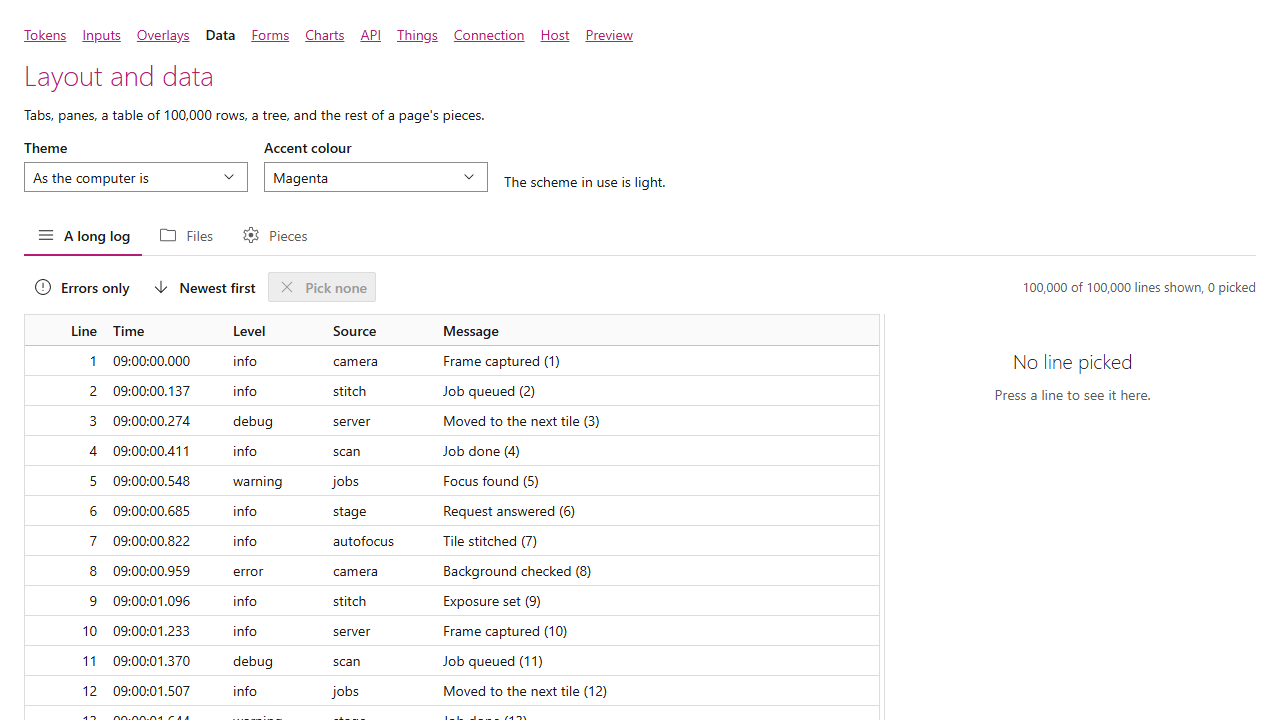 Tokens Inputs Overlays Data Forms Charts API Things Connection Host Preview
Layout and data
Tabs, panes, a table of 100,000 rows, a tree, and the rest of a page's pieces.
Theme Accent colour
As the computer is Magenta The scheme in use is light.
A long log Files Pieces
Errors only Newest first Pick none 100,000 of 100,000 lines shown, 0 picked
Line Time Level Source Message
1 09:00:00.000 info camera Frame captured (1)
No line picked
2 09:00:00.137 info stitch Job queued (2)
Press a line to see it here.
3 09:00:00.274 debug server Moved to the next tile (3)
4 09:00:00.411 info scan Job done (4)
5 09:00:00.548 warning jobs Focus found (5)
6 09:00:00.685 info stage Request answered (6)
7 09:00:00.822 info autofocus Tile stitched (7)
8 09:00:00.959 error camera Background checked (8)
9 09:00:01.096 info stitch Exposure set (9)
10 09:00:01.233 info server Frame captured (10)
11 09:00:01.370 debug scan Job queued (11)
12 09:00:01.507 info jobs Moved to the next tile (12)
13 09:00:01.644 warning stage Job done (13)